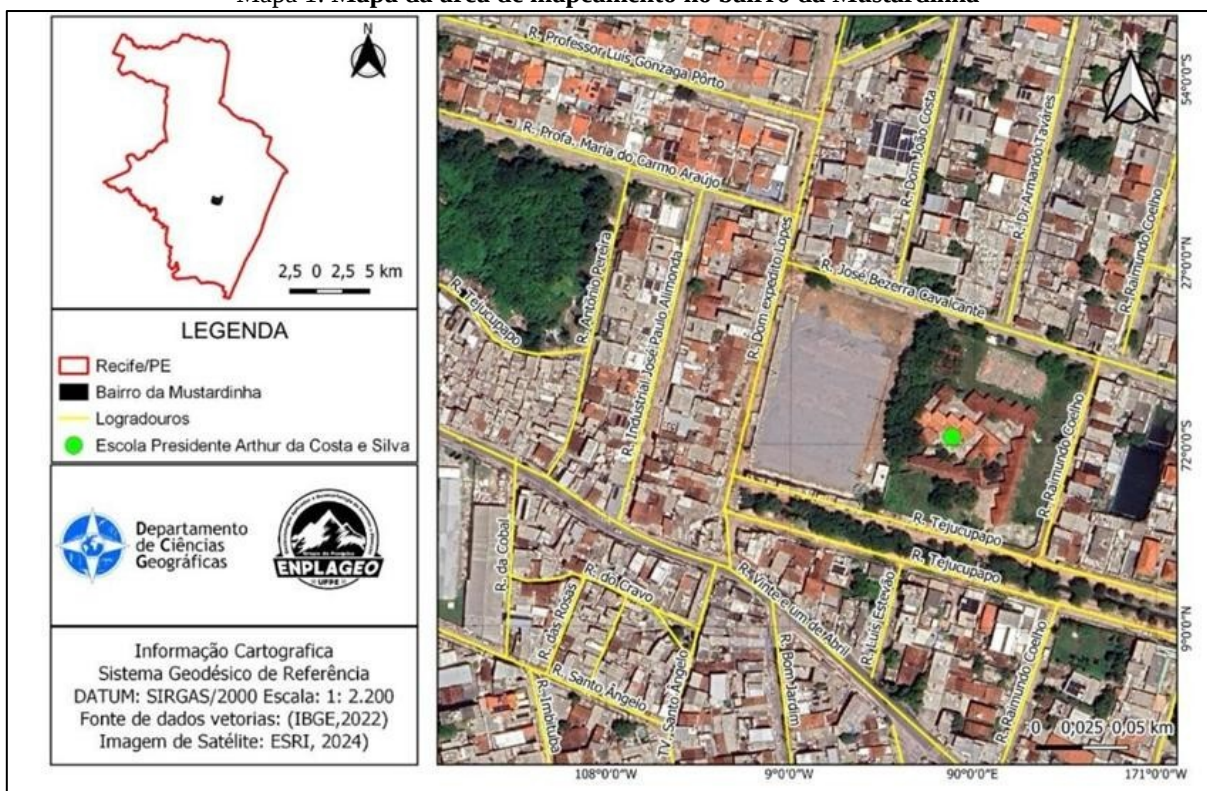 Mapa 1: Mapa da área de mapeamento no bairro da Mustardinha
N
2,5 0 2,5 5 km
LEGENDA
Recife/PE
Bairro da Mustardinha
Logradouros
Escola Presidente Arthur da Costa e Silva
Departamento
de Ciências
Geográficas
Grupo de Pesquisa
ENPLAGEO
UFPE
Informação Cartografica
Sistema Geodésico de Referência
DATUM: SIRGAS/2000 Escala: 1: 2.200
Fonte de dados vetorias: (IBGE,2022)
Imagem de Satélite: ESRI, 2024)
N
R. Professor Luís Gonzaga Pôrto
R. Profa. Maria do Carmo Araújo
R. Dom João Costa
R. Dr. Armando Tavares
R. Raimundo Coelho
R. Antônio Pereira
R. Industrial José Paulo Alimonda
R. Dom expedito Lopes
R. José Bezerra Cavalcante
R. Tejucupapo
R. Raimundo Coelho
R. Tejucupapo
R. Tejucupapo
R. da Cobal
R. do Cravo
R. das Rosas
R. Vinte e um de Abril
R. Luis Estevão
R. Santo Ângelo
TV. Santo Ângelo
R. Bom Jardim
R. Raimundo Coelho
R. Imbituba
0 0,025 0,05 km
54°0'0"S
27°0'0"N
72°0'0"S
9°0'0"N
108°0'0"W
9°0'0"W
90°0'0"E
171°0'0"W